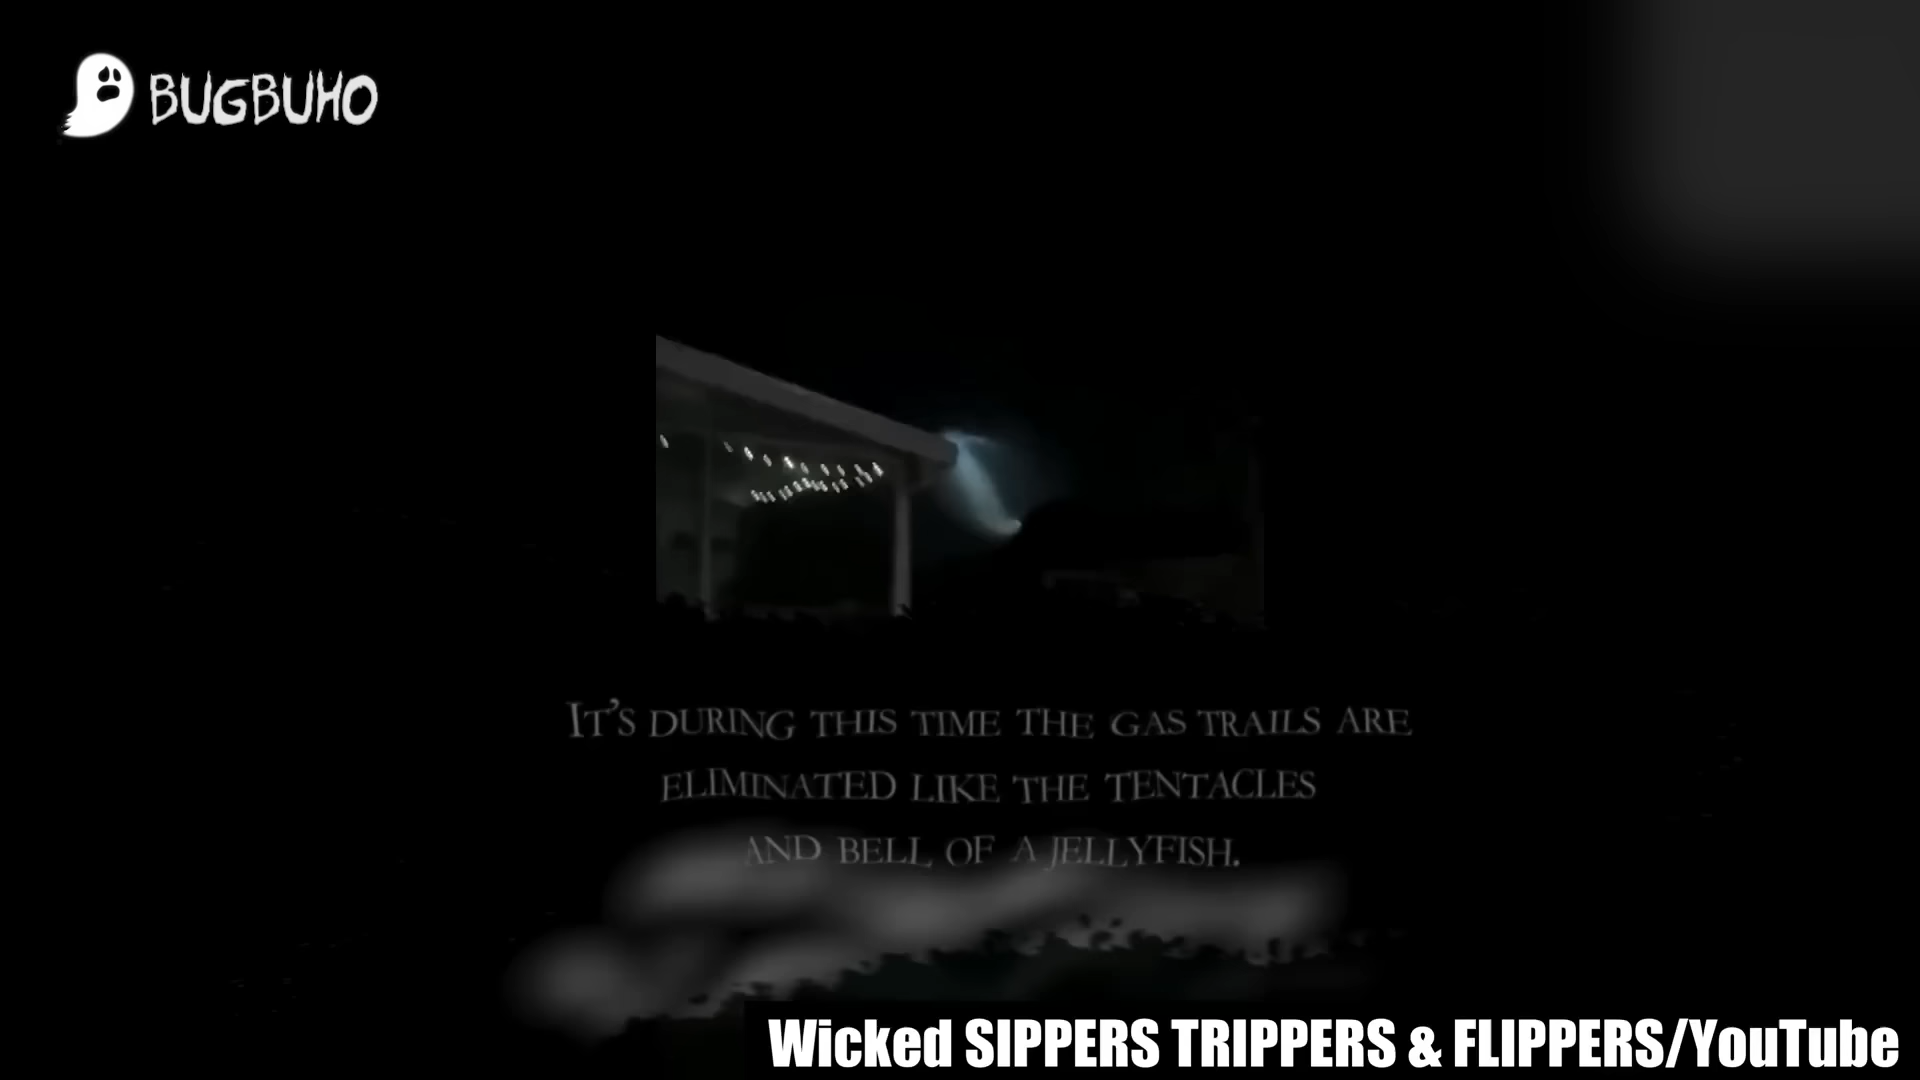 BUGBUHO
IT'S DURING THIS TIME THE GAS TRAILS ARE
ELIMINATED LIKE THE TENTACLES
AND BELL OF A JELLYFISH.
Wicked SIPPERS TRIPPERS & FLIPPERS/YouTube